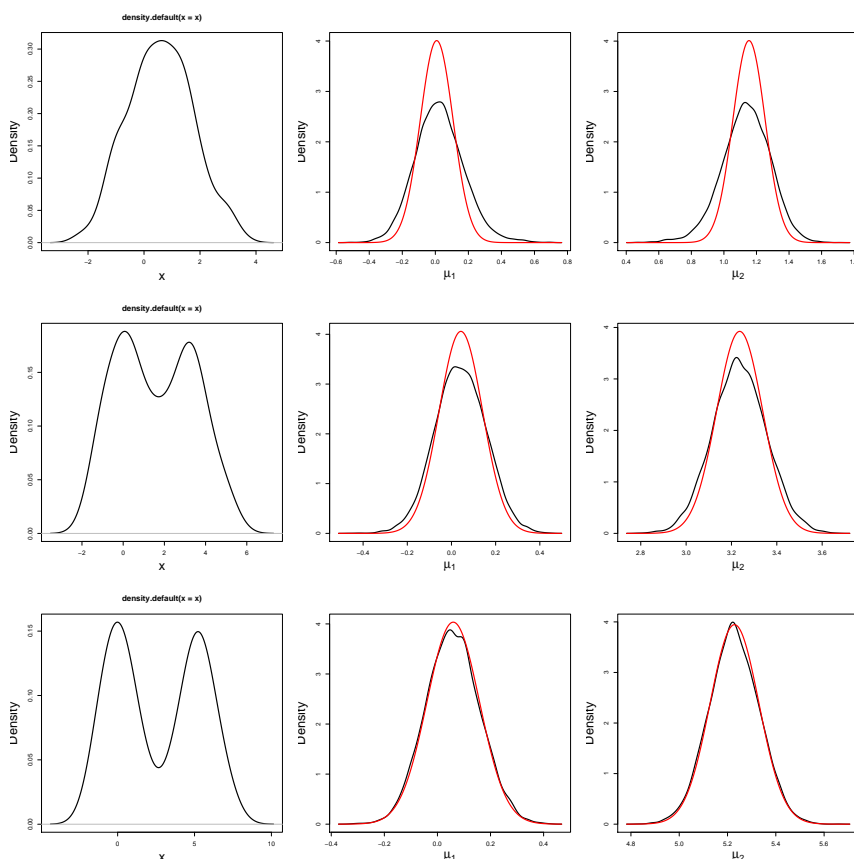 density.default(x = x)
Density
0.00 0.05 0.10 0.15 0.20 0.25 0.30
−2 0 2 4
x
Density
0 1 2 3 4
−0.6 −0.4 −0.2 0.0 0.2 0.4 0.6 0.8
μ1
Density
0 1 2 3 4
0.4 0.6 0.8 1.0 1.2 1.4 1.6 1.8
μ2
density.default(x = x)
Density
0.00 0.05 0.10 0.15
−2 0 2 4 6
x
Density
0 1 2 3 4
−0.4 −0.2 0.0 0.2 0.4
μ1
Density
0 1 2 3 4
2.8 3.0 3.2 3.4 3.6
μ2
density.default(x = x)
Density
0.00 0.05 0.10 0.15
0 5 10
x
Density
0 1 2 3 4
−0.4 −0.2 0.0 0.2 0.4
μ1
Density
0 1 2 3 4
4.8 5.0 5.2 5.4 5.6
μ2